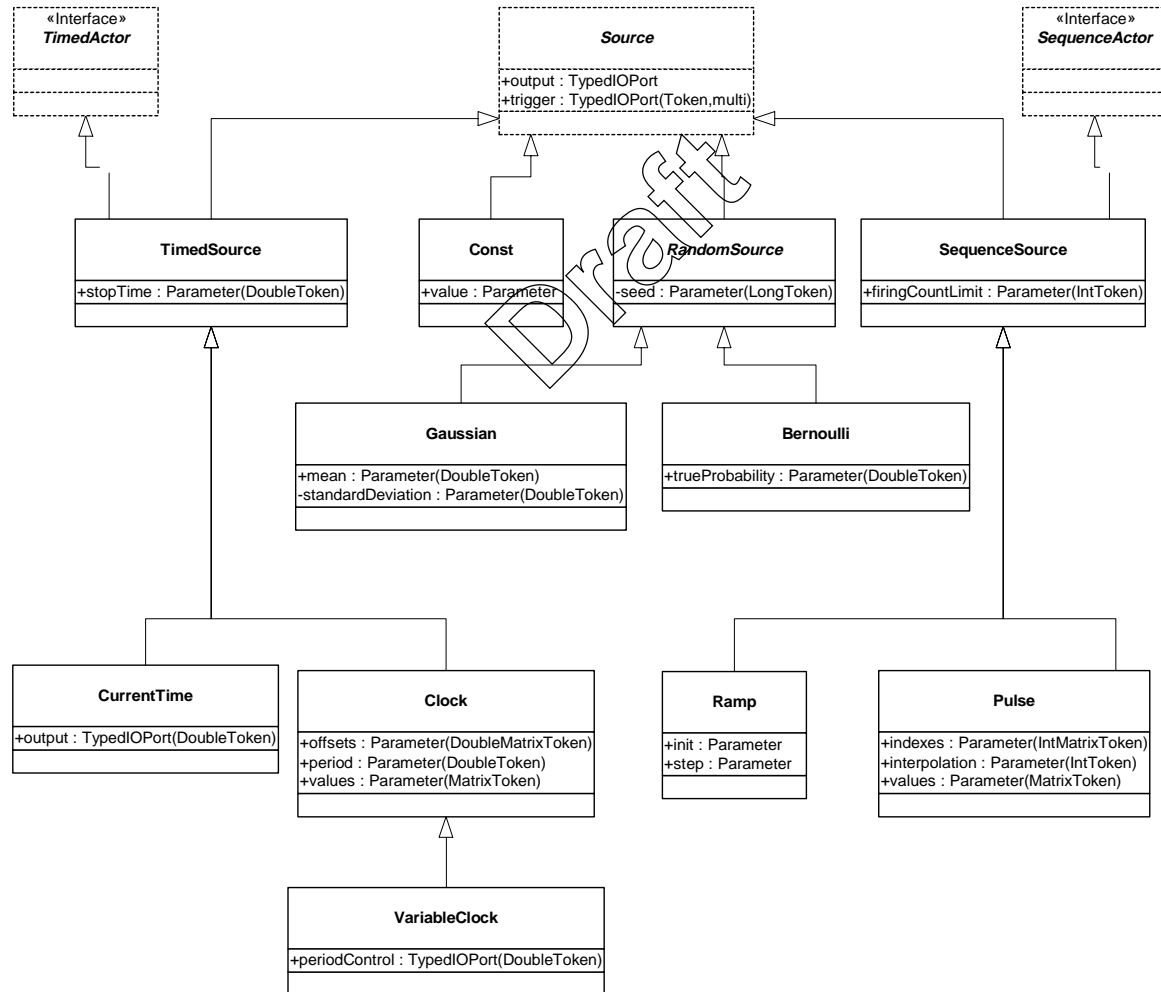 «Interface»
TimedActor
Source
+output : TypedIOPort
+trigger : TypedIOPort(Token,multi)
«Interface»
SequenceActor
TimedSource
+stopTime : Parameter(DoubleToken)
Const
+value : Parameter
RandomSource
-seed : Parameter(LongToken)
SequenceSource
+firingCountLimit : Parameter(IntToken)
Draft
Gaussian
+mean : Parameter(DoubleToken)
-standardDeviation : Parameter(DoubleToken)
Bernoulli
+trueProbability : Parameter(DoubleToken)
CurrentTime
+output : TypedIOPort(DoubleToken)
Clock
+offsets : Parameter(DoubleMatrixToken)
+period : Parameter(DoubleToken)
+values : Parameter(MatrixToken)
Ramp
+init : Parameter
+step : Parameter
Pulse
+indexes : Parameter(IntMatrixToken)
+interpolation : Parameter(IntToken)
+values : Parameter(MatrixToken)
VariableClock
+periodControl : TypedIOPort(DoubleToken)